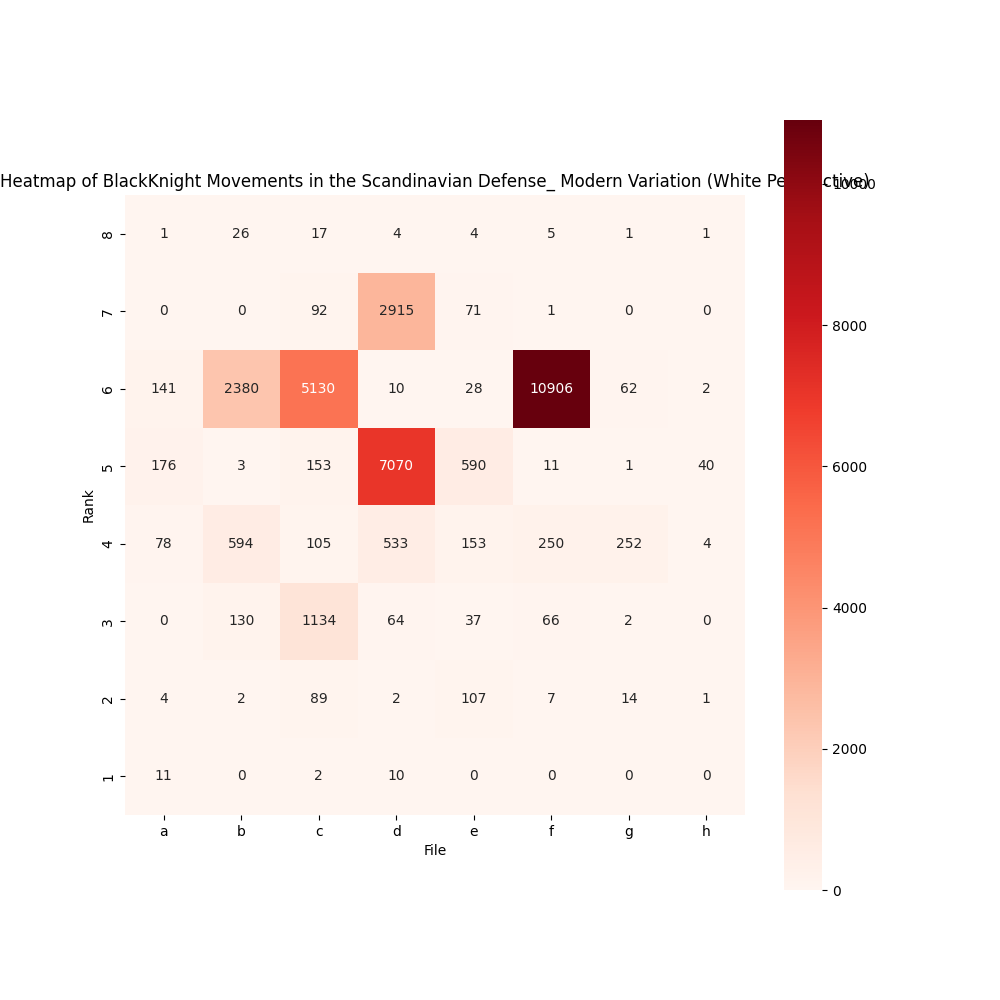 Heatmap of BlackKnight Movements in the Scandinavian Defense_ Modern Variation (White Pe ctive)
10000
8 1 26 17 4 4 5 1 1
7 0 0 92 2915 71 1 0 0
8000
6 141 2380 5130 10 28 10906 62 2
6000
5 176 3 153 7070 590 11 1 40
Rank
4 78 594 105 533 153 250 252 4
4000
3 0 130 1134 64 37 66 2 0
2 4 2 89 2 107 7 14 1
2000
1 11 0 2 10 0 0 0 0
a b c d e f g h
File
0